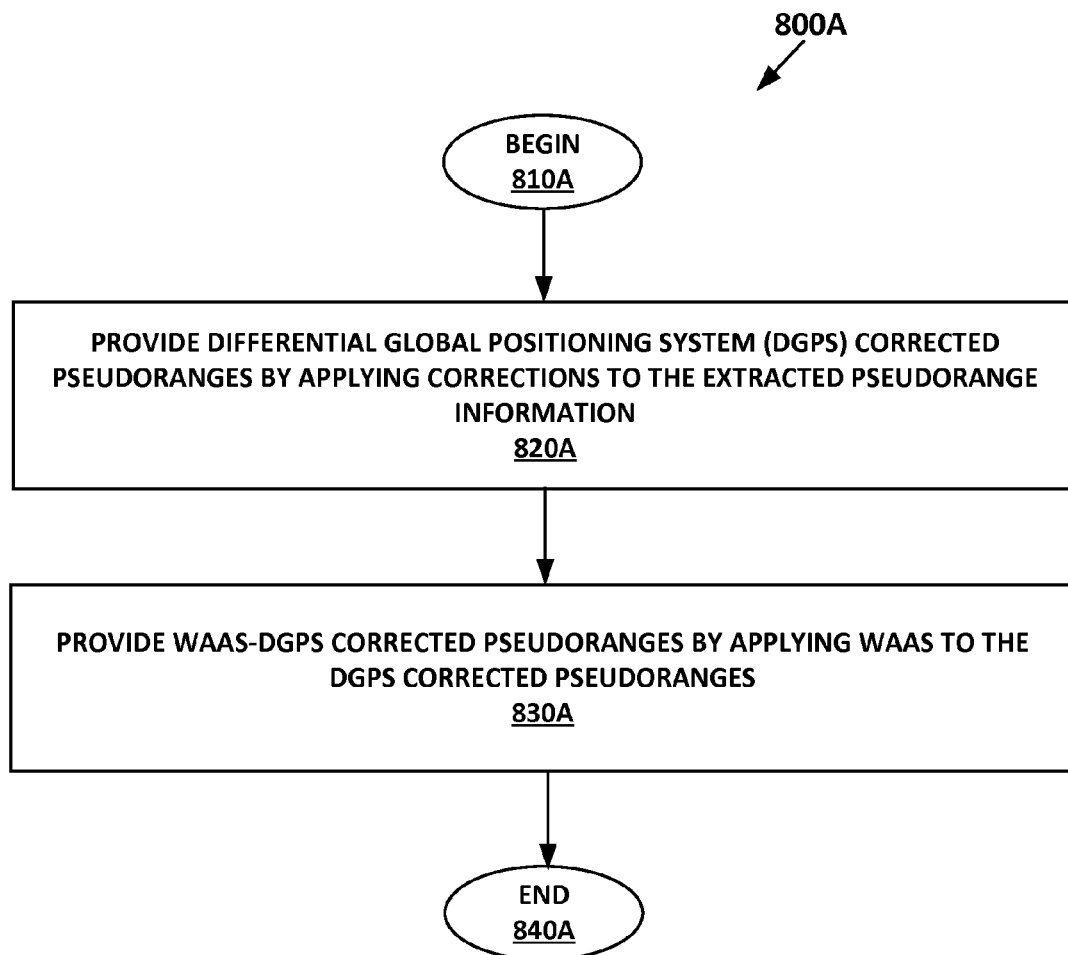 800A
BEGIN
810A
PROVIDE DIFFERENTIAL GLOBAL POSITIONING SYSTEM (DGPS) CORRECTED
PSEUDORANGES BY APPLYING CORRECTIONS TO THE EXTRACTED PSEUDORANGE
INFORMATION
820A
PROVIDE WAAS-DGPS CORRECTED PSEUDORANGES BY APPLYING WAAS TO THE
DGPS CORRECTED PSEUDORANGES
830A
END
840A